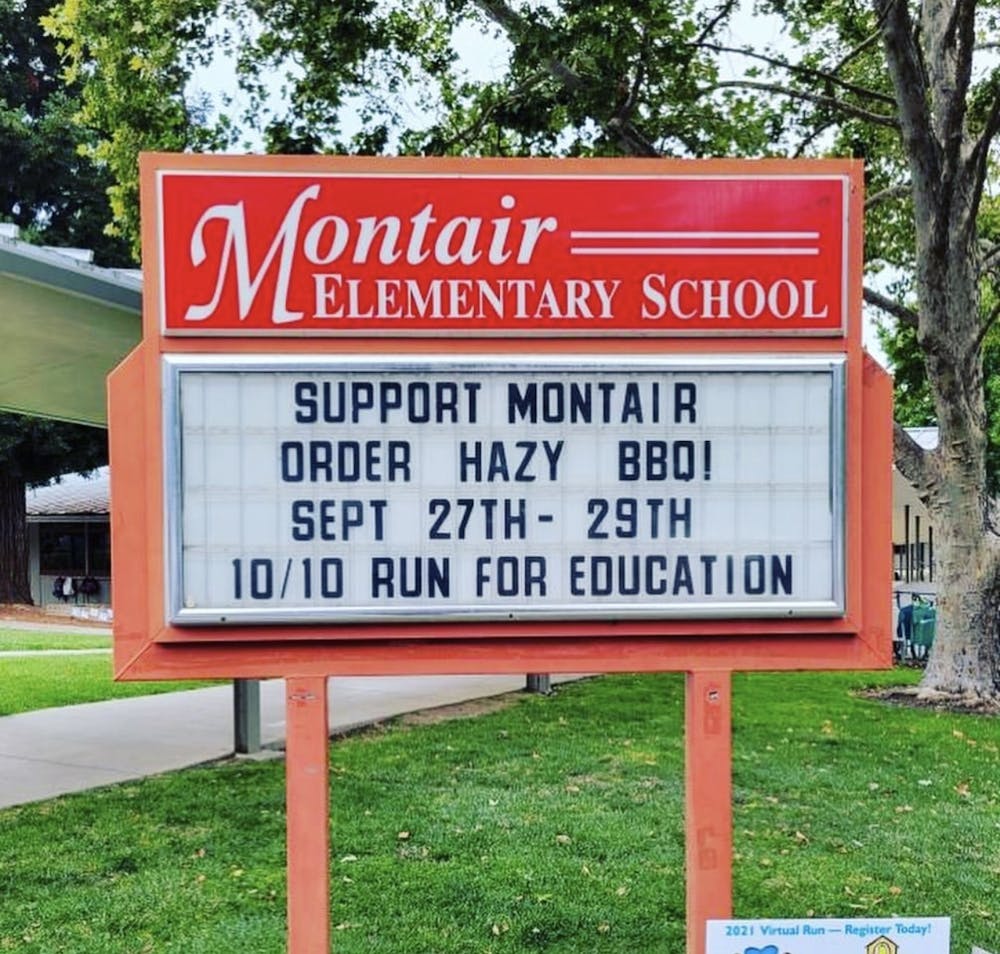 Montair
ELEMENTARY SCHOOL
SUPPORT MONTAIR
ORDER HAZY BBQ!
SEPT 27TH- 29TH
10/10 RUN FOR EDUCATION
2021 Virtual Run — Register Today!